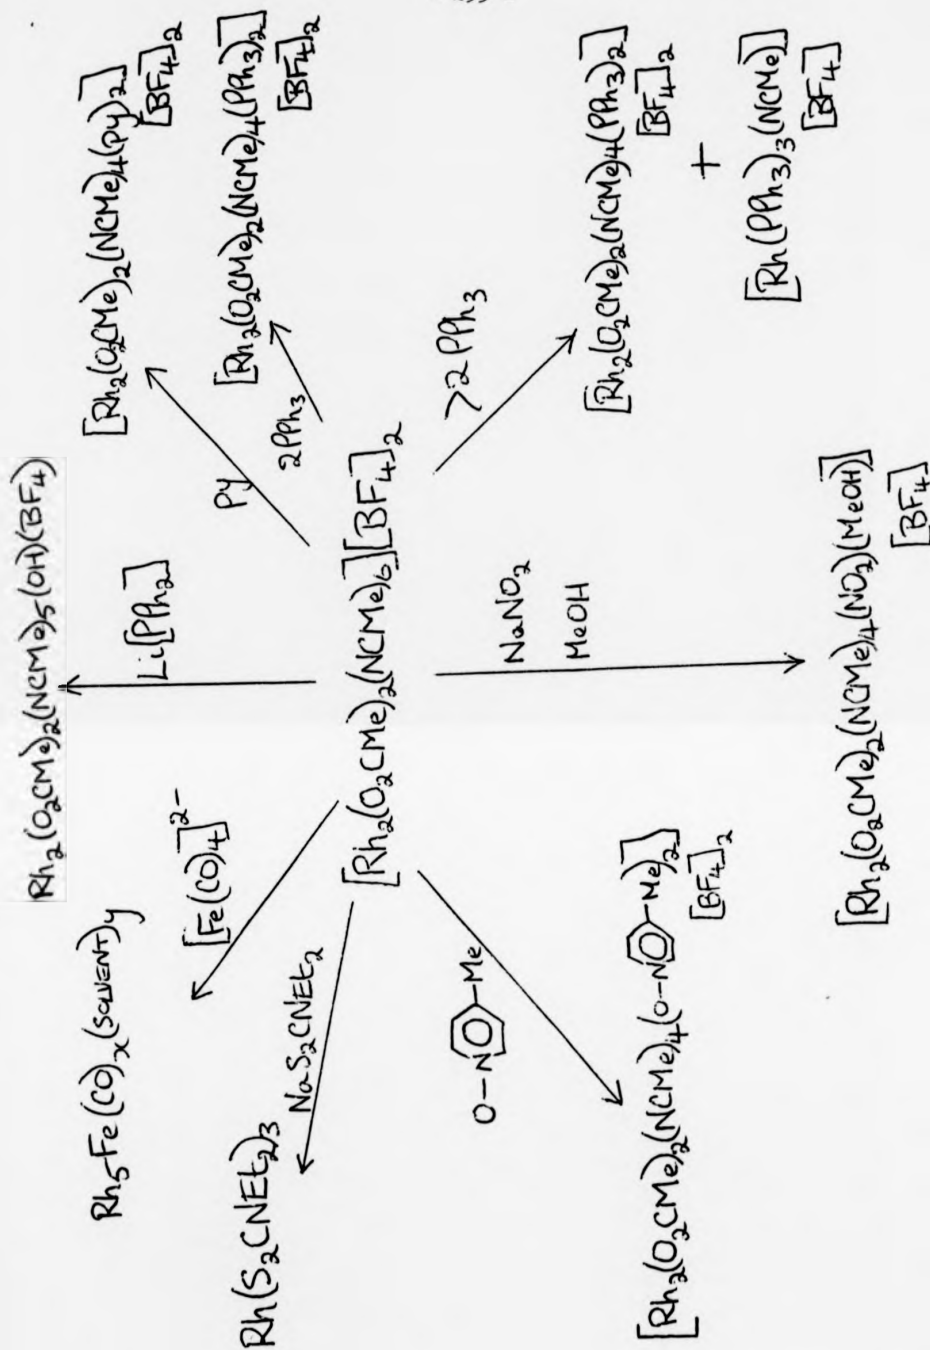 Rh₂(O₂CMe)₂(NCMe)₅(OH)(BF₄)
Li[PPh₂]
Py
[Rh₂(O₂CMe)₂(NCMe)₄(Py)₂]
[BF₄]₂
2PPh₃
[Rh₂(O₂CMe)₂(NCMe)₄(PPh₃)₂]
[BF₄]₂
>2PPh₃
[Rh₂(O₂CMe)₂(NCMe)₄(PPh₃)₂]
[BF₄]₂
+
[Rh(PPh₃)₃(NCMe)]
[BF₄]
[Fe(CO)₄]²⁻
Rh₅Fe(CO)ₓ(SOLVENT)y
NaS₂CNEt₂
Rh(S₂CNEt₂)₃
[Rh₂(O₂CMe)₂(NCMe)₆][BF₄]₂
O-N-Me
[Rh₂(O₂CMe)₂(NCMe)₄(O-N-Me)₂]
[BF₄]₂
NaNO₂
MeOH
[Rh₂(O₂CMe)₂(NCMe)₄(NO₂)(MeOH)]
[BF₄]